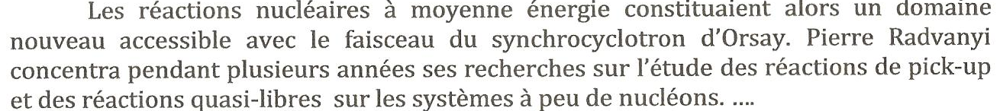 Les réactions nucléaires à moyenne énergie constituaient alors un domaine
nouveau accessible avec le faisceau du synchrocyclotron d'Orsay. Pierre Radvanyi
concentra pendant plusieurs années ses recherches sur l'étude des réactions de pick-up
et des réactions quasi-libres sur les systèmes à peu de nucléons. ....